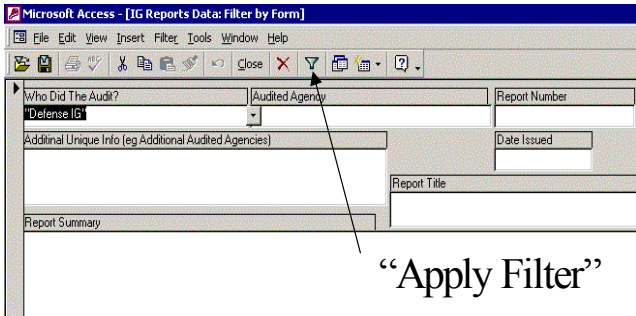 Microsoft Access - [IG Reports Data: Filter by Form]
File Edit View Insert Filter Tools Window Help
Close
Who Did The Audit? Audited Agency Report Number
"Defense IG"
Additinal Unique Info (eg Additional Audited Agencies) Date Issued
Report Title
Report Summary
“Apply Filter”